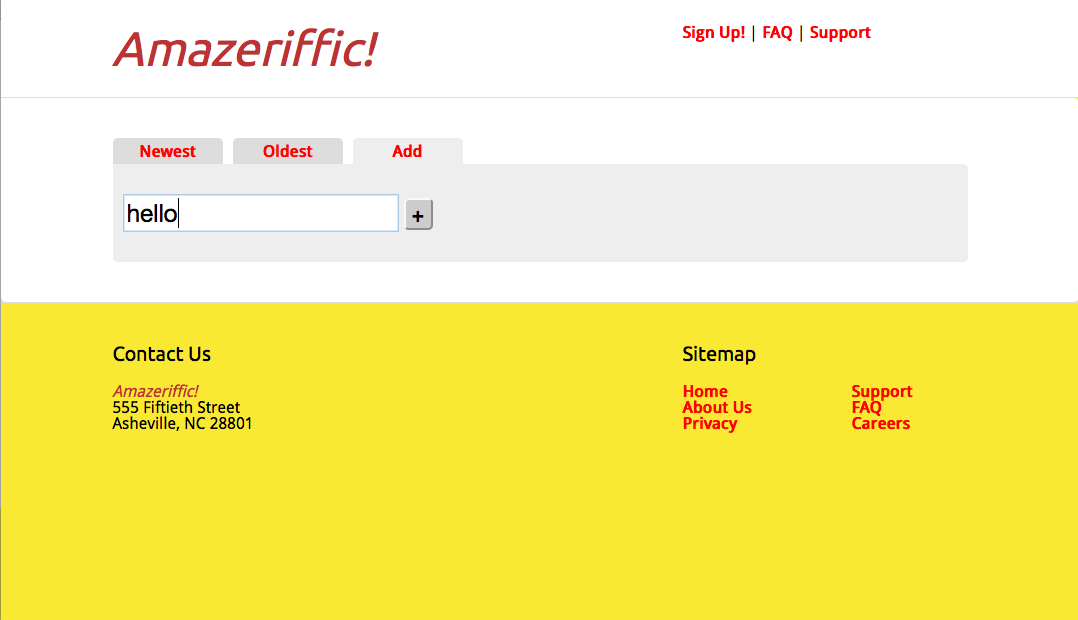 Amazeriffic!
Sign Up! | FAQ | Support
Newest Oldest Add
hello +
Contact Us
Amazeriffic!
555 Fiftieth Street
Asheville, NC 28801
Sitemap
Home Support
About Us FAQ
Privacy Careers